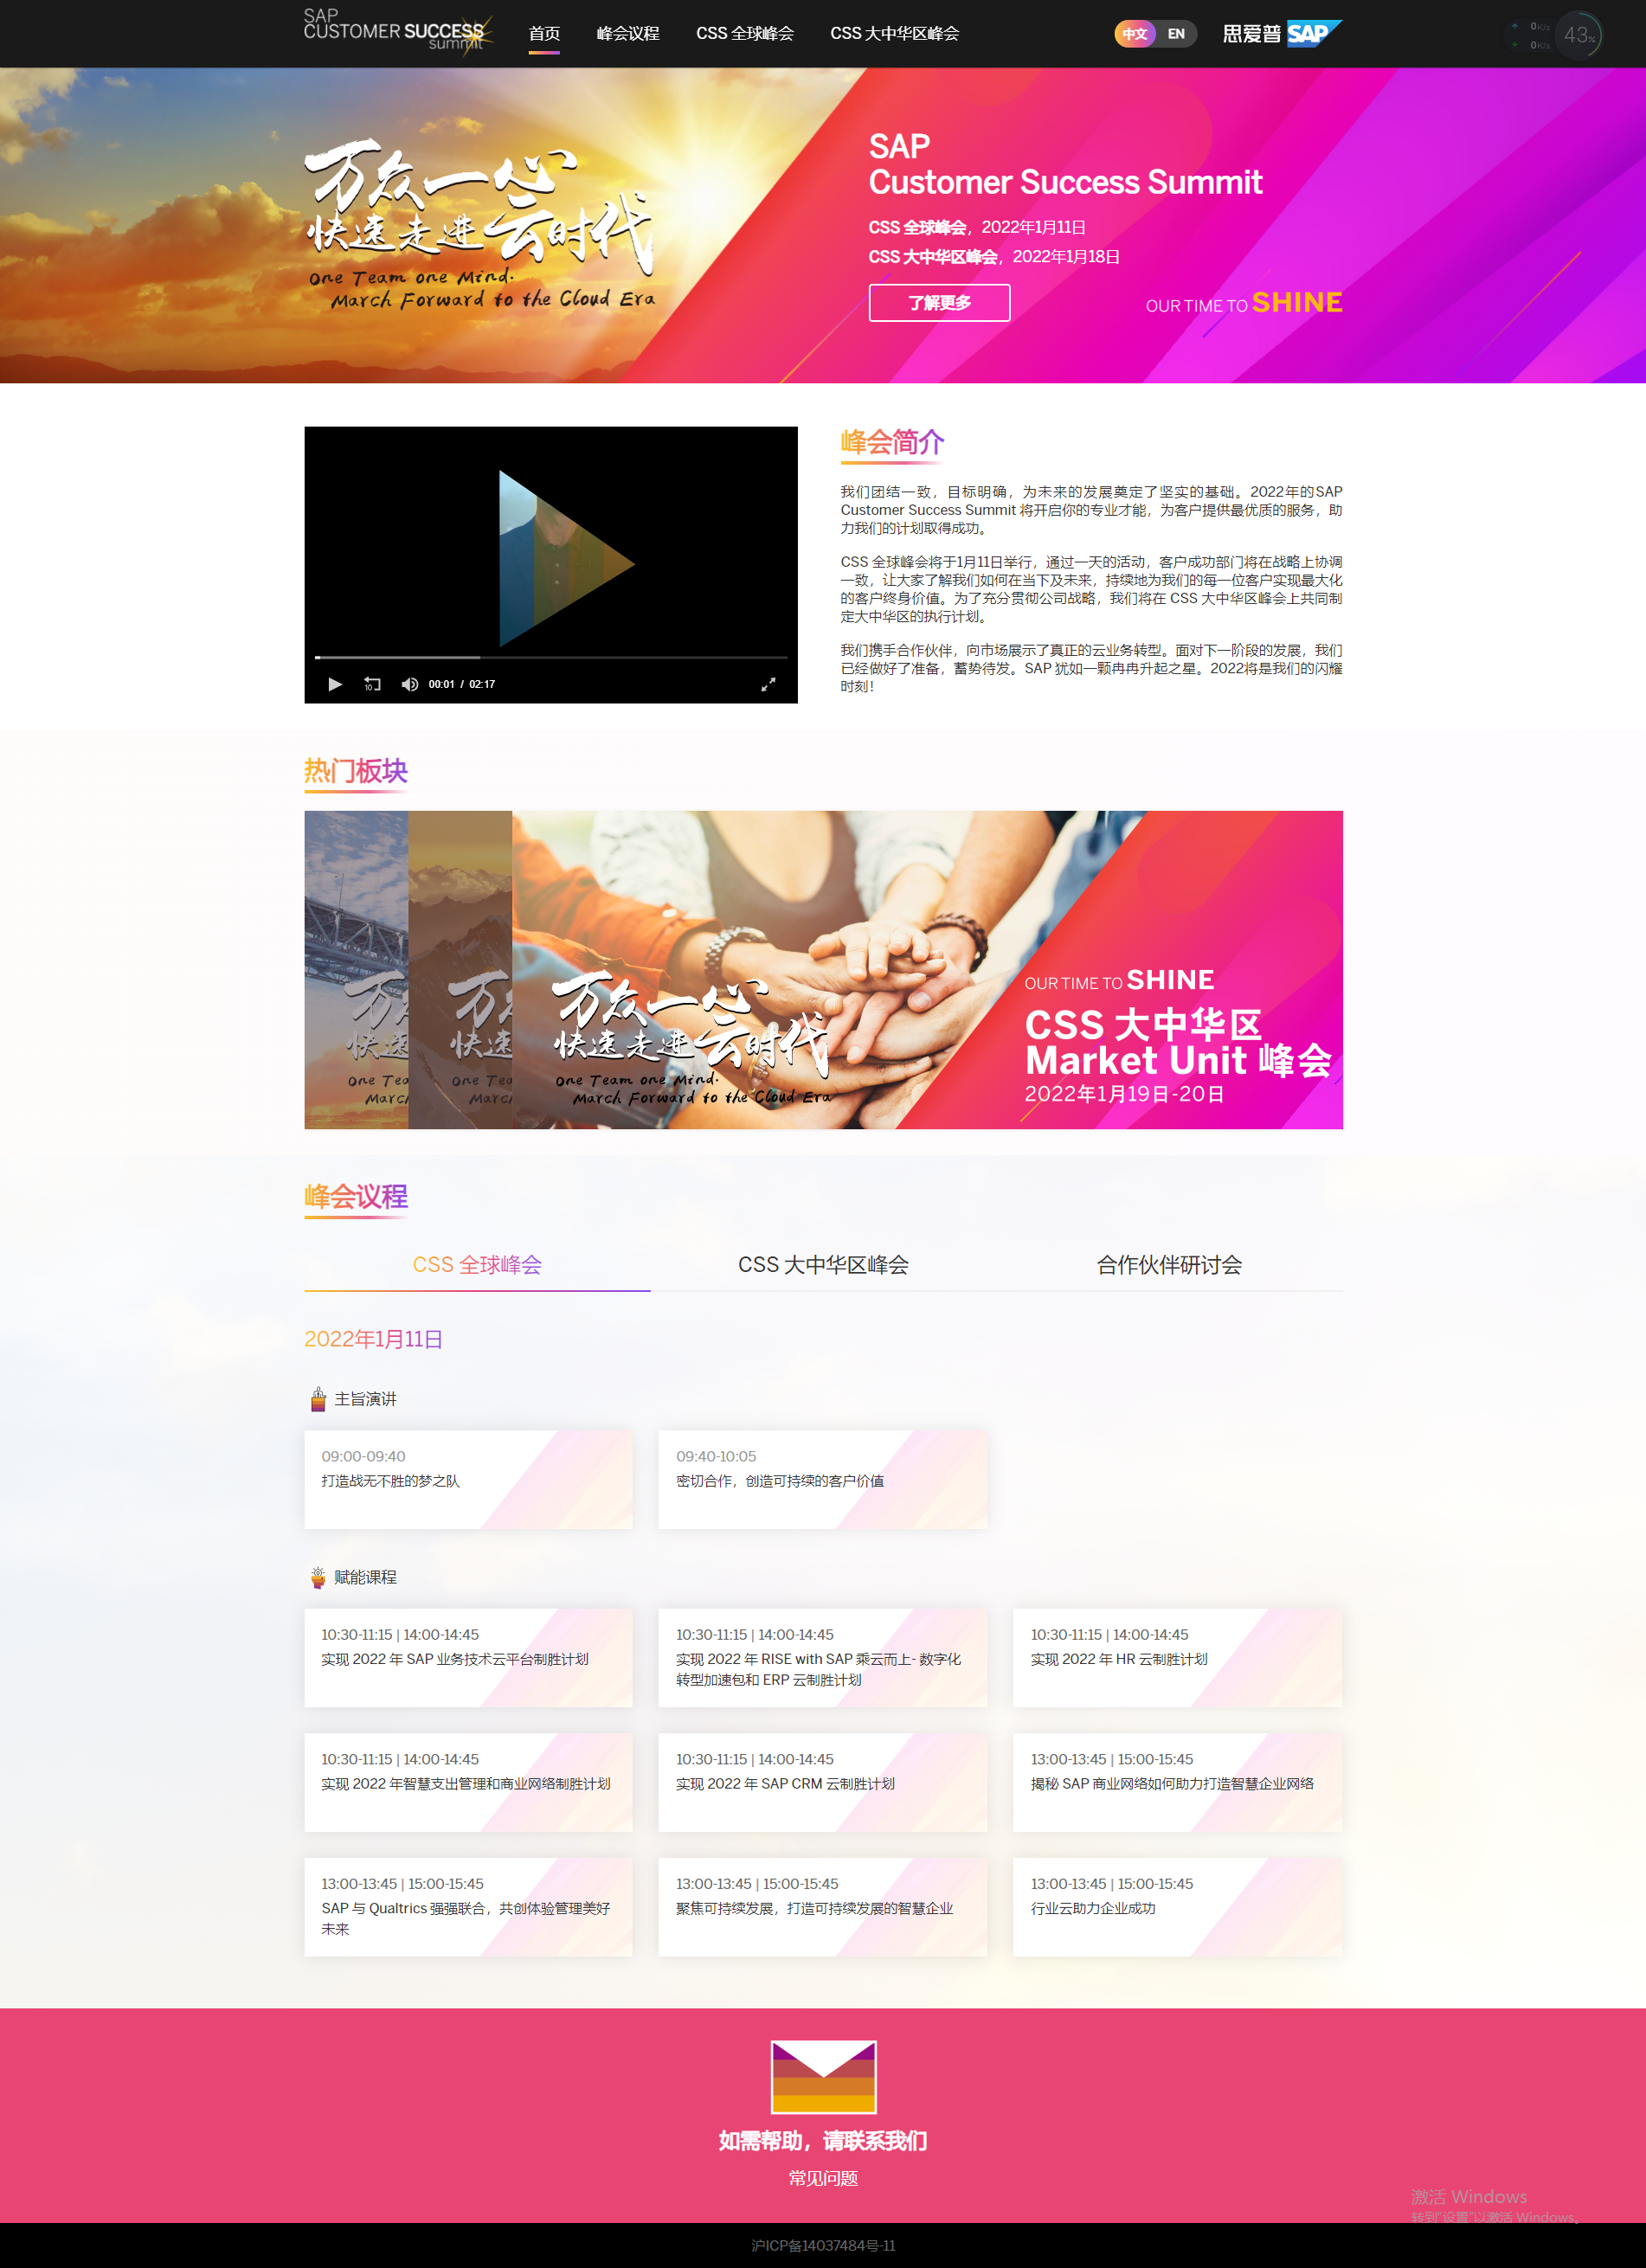 SAP
CUSTOMER SUCCESS
summit
首页
峰会议程
CSS 全球峰会
CSS 大中华区峰会
中文
EN
思爱普 SAP
0K/s
0K/s
43%
万众一心
快速走进云时代
One Team one Mind.
March Forward to the Cloud Era
SAP
Customer Success Summit
CSS 全球峰会，2022年1月11日
CSS 大中华区峰会，2022年1月18日
了解更多
OUR TIME TO SHINE
10
00:01 / 02:17
峰会简介
我们团结一致，目标明确，为未来的发展奠定了坚实的基础。2022年的SAP
Customer Success Summit 将开启你的专业才能，为客户提供最优质的服务，助
力我们的计划取得成功。
CSS 全球峰会将于1月11日举行，通过一天的活动，客户成功部门将在战略上协调
一致，让大家了解我们如何在当下及未来，持续地为我们的每一位客户实现最大化
的客户终身价值。为了充分贯彻公司战略，我们将在 CSS 大中华区峰会上共同制
定大中华区的执行计划。
我们携手合作伙伴，向市场展示了真正的云业务转型。面对下一阶段的发展，我们
已经做好了准备，蓄势待发。SAP 犹如一颗冉冉升起之星。2022将是我们的闪耀
时刻！
热门板块
万
快速
One Tea
March
万
快速
One Tea
March
万众一心
快速走进云时代
One Team one Mind.
March Forward to the Cloud Era
OUR TIME TO SHINE
CSS 大中华区
Market Unit 峰会
2022年1月19日-20日
峰会议程
CSS 全球峰会
CSS 大中华区峰会
合作伙伴研讨会
2022年1月11日
主旨演讲
09:00-09:40
打造战无不胜的梦之队
09:40-10:05
密切合作，创造可持续的客户价值
赋能课程
10:30-11:15 | 14:00-14:45
实现 2022 年 SAP 业务技术云平台制胜计划
10:30-11:15 | 14:00-14:45
实现 2022 年 RISE with SAP 乘云而上- 数字化
转型加速包和 ERP 云制胜计划
10:30-11:15 | 14:00-14:45
实现 2022 年 HR 云制胜计划
10:30-11:15 | 14:00-14:45
实现 2022 年智慧支出管理和商业网络制胜计划
10:30-11:15 | 14:00-14:45
实现 2022 年 SAP CRM 云制胜计划
13:00-13:45 | 15:00-15:45
揭秘 SAP 商业网络如何助力打造智慧企业网络
13:00-13:45 | 15:00-15:45
SAP 与 Qualtrics 强强联合，共创体验管理美好
未来
13:00-13:45 | 15:00-15:45
聚焦可持续发展，打造可持续发展的智慧企业
13:00-13:45 | 15:00-15:45
行业云助力企业成功
如需帮助，请联系我们
常见问题
激活 Windows
转到"设置"以激活 Windows。
沪ICP备14037484号-11